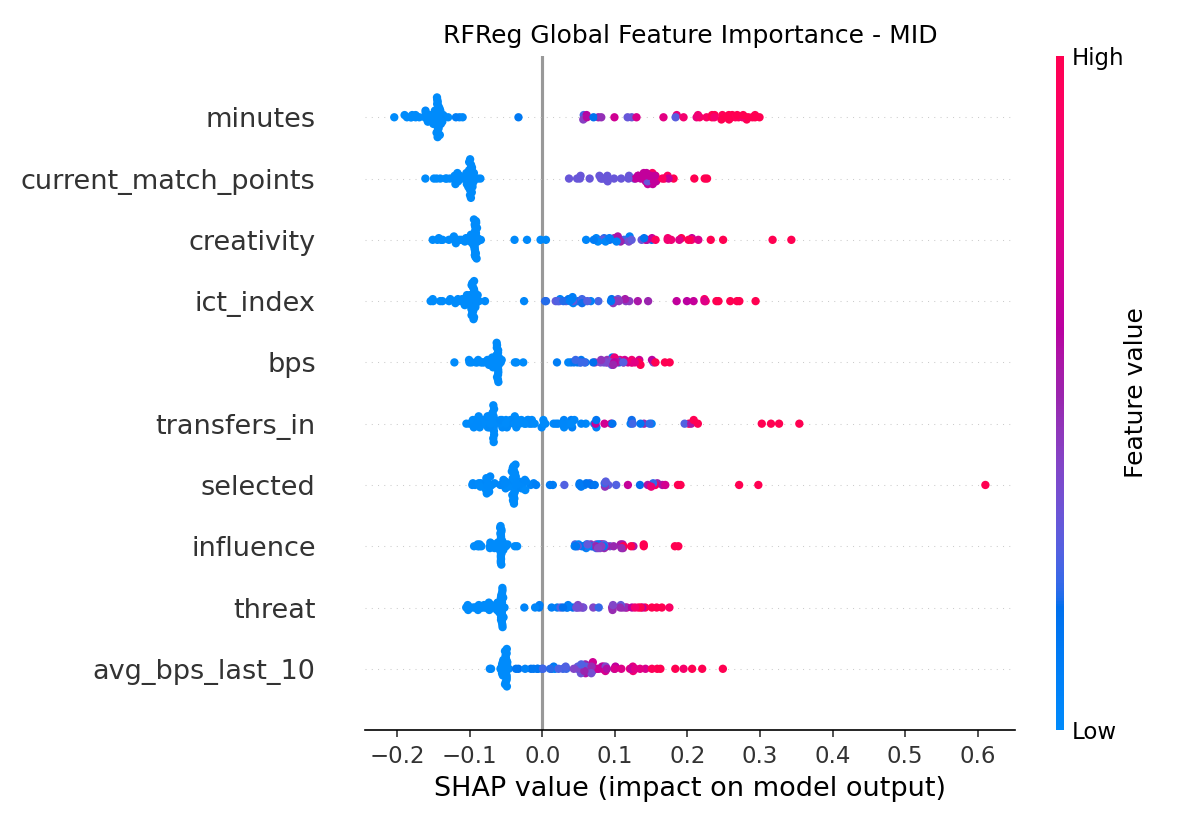 RFReg Global Feature Importance - MID
High
minutes
current_match_points
creativity
ict_index
bps
transfers_in
selected
influence
threat
avg_bps_last_10
Feature value
Low
−0.2 −0.1 0.0 0.1 0.2 0.3 0.4 0.5 0.6
SHAP value (impact on model output)